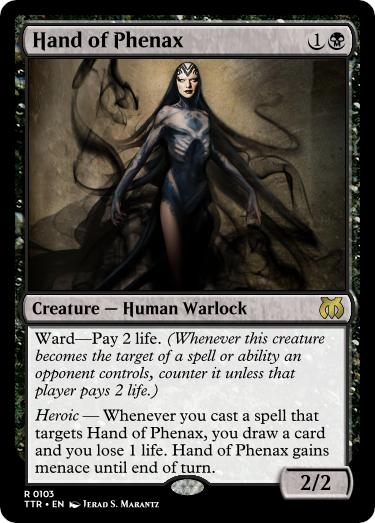 Hand of Phenax 1
Creature — Human Warlock
Ward—Pay 2 life. (Whenever this creature
becomes the target of a spell or ability an
opponent controls, counter it unless that
player pays 2 life.)
Heroic — Whenever you cast a spell that
targets Hand of Phenax, you draw a card
and you lose 1 life. Hand of Phenax gains
menace until end of turn.
2/2
R 0103
TTR • EN Jerad S. Marantz